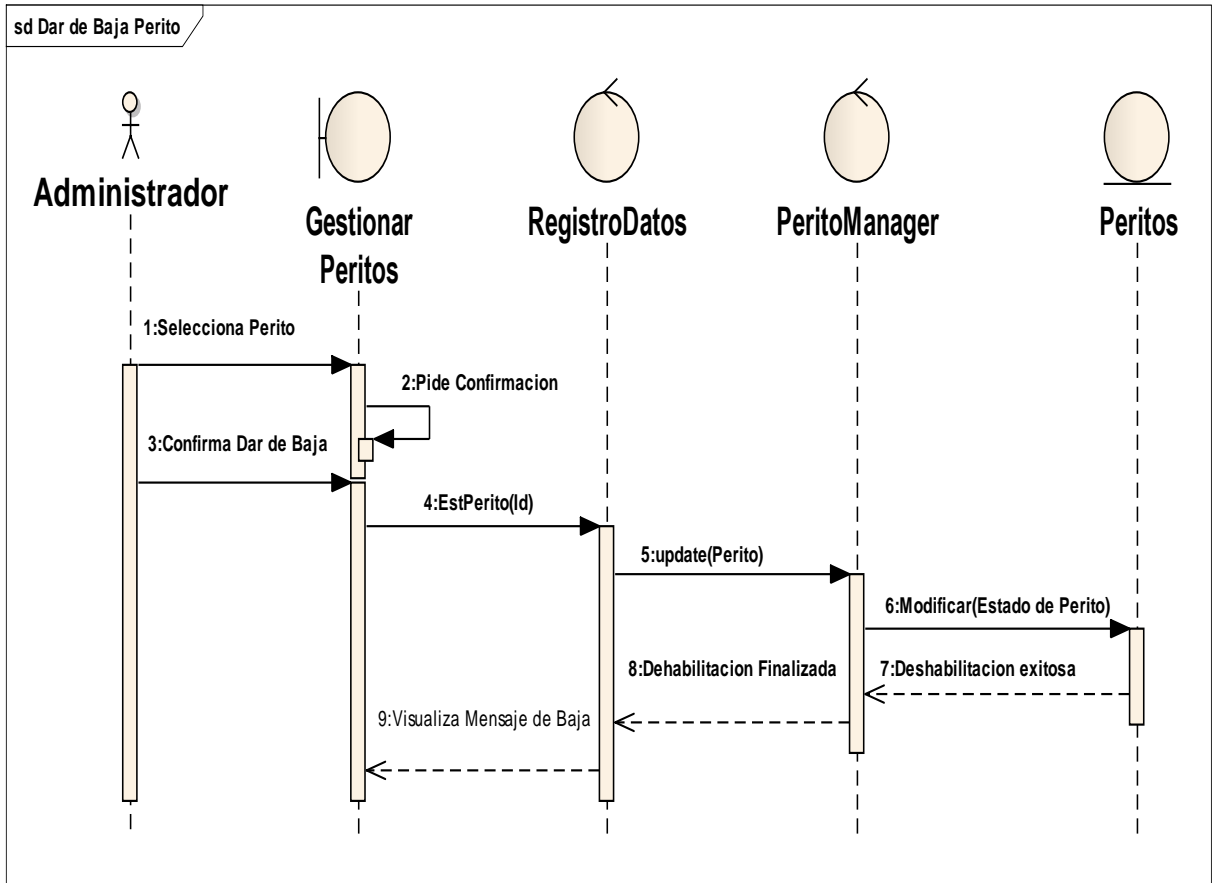 sd Dar de Baja Perito
Administrador
Gestionar
Peritos
RegistroDatos
PeritoManager
Peritos
1:Selecciona Perito
2:Pide Confirmacion
3:Confirma Dar de Baja
4:EstPerito(Id)
5:update(Perito)
6:Modificar(Estado de Perito)
7:Deshabilitacion exitosa
8:Dehabilitacion Finalizada
9:Visualiza Mensaje de Baja